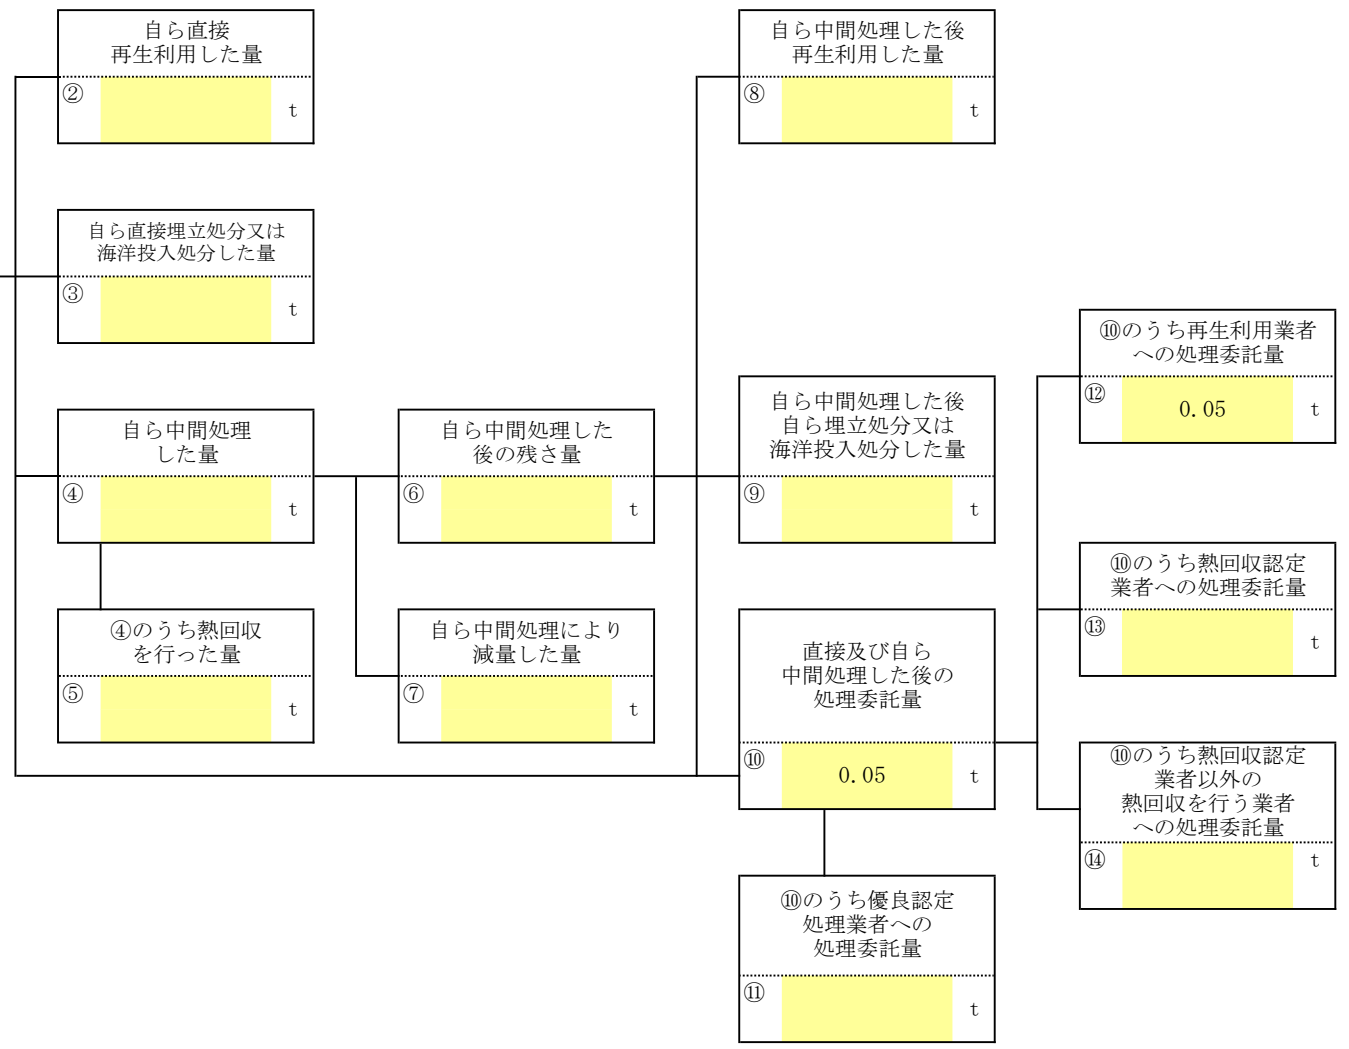 自ら直接
再生利用した量
②
t
自ら中間処理した後
再生利用した量
⑧
t
自ら直接埋立処分又は
海洋投入処分した量
③
t
⑩のうち再生利用業者
への処理委託量
⑫
0.05
t
自ら中間処理
した量
④
t
自ら中間処理した
後の残さ量
⑥
t
自ら中間処理した後
自ら埋立処分又は
海洋投入処分した量
⑨
t
⑩のうち熱回収認定
業者への処理委託量
⑬
t
④のうち熱回収
を行った量
⑤
t
自ら中間処理により
減量した量
⑦
t
直接及び自ら
中間処理した後の
処理委託量
⑩
0.05
t
⑩のうち熱回収認定
業者以外の
熱回収を行う業者
への処理委託量
⑭
t
⑩のうち優良認定
処理業者への
処理委託量
⑪
t